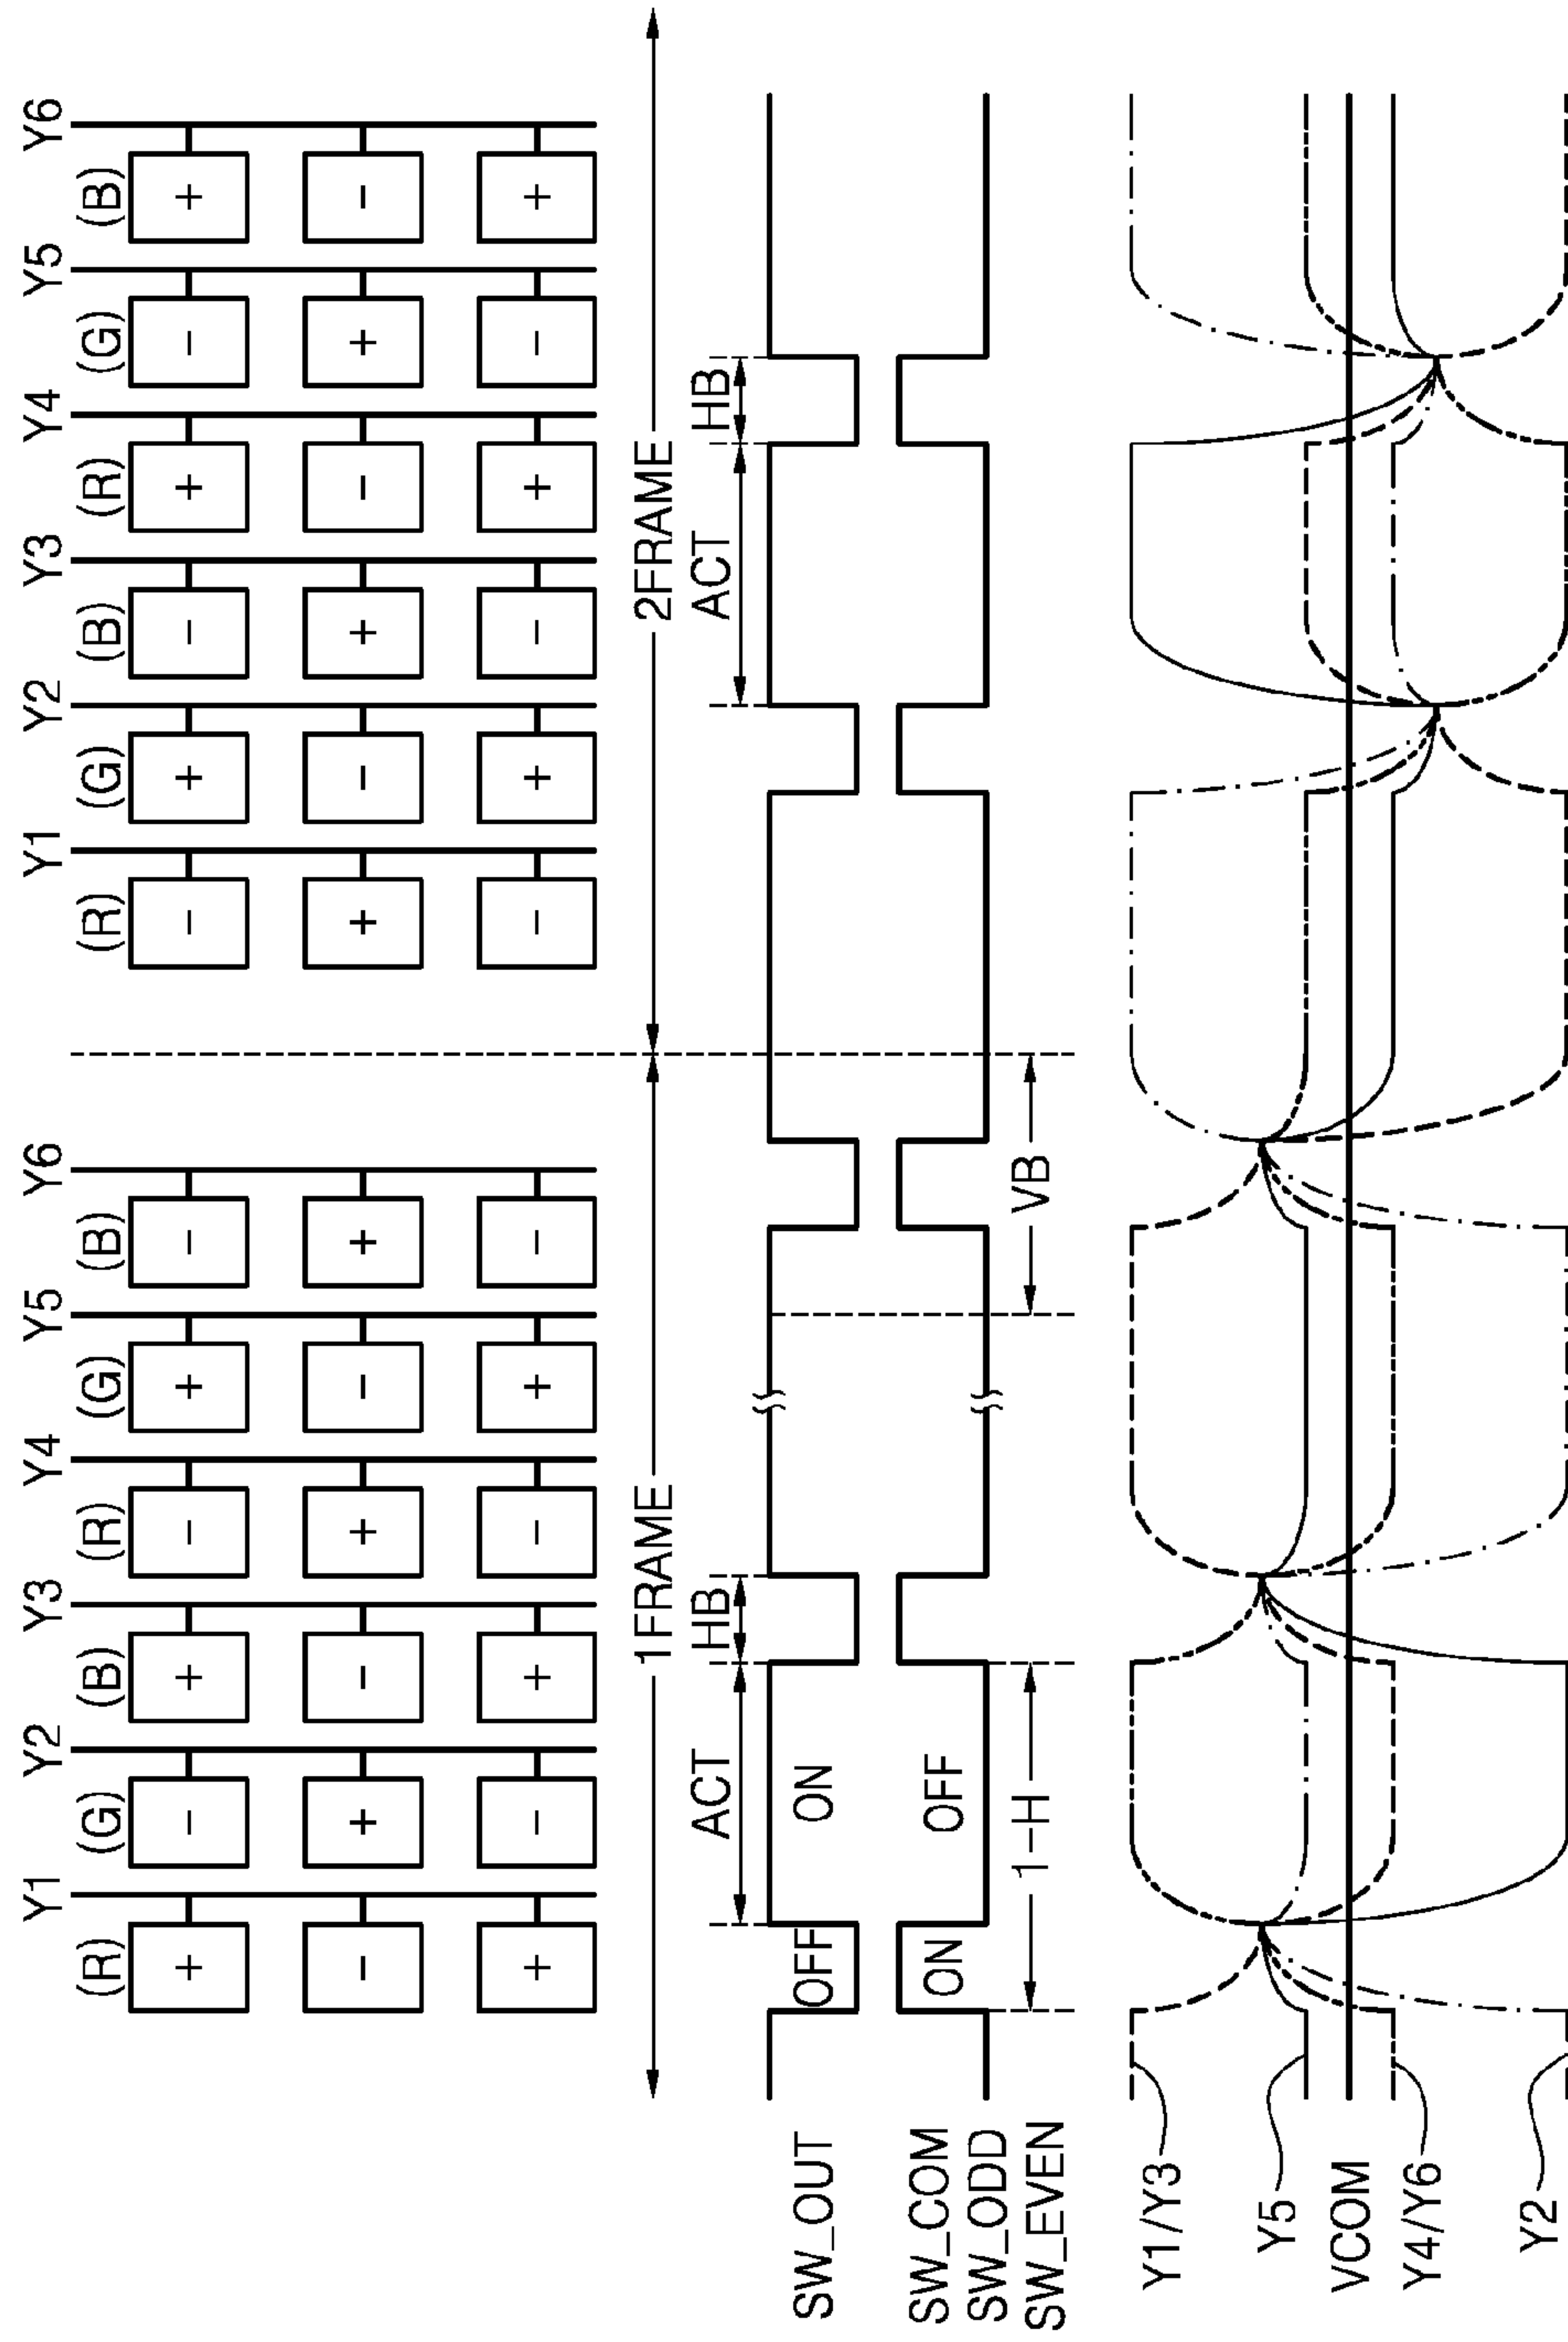 Y1 Y2 Y3 Y4 Y5 Y6 Y1 Y2 Y3 Y4 Y5 Y6
(R) (G) (B) (R) (G) (B) (R) (G) (B) (R) (G) (B)
+ − + − + − − + − + − +
− + − + − + + − + − + −
+ − + − + − − + − + − +
1FRAME 2FRAME
ACT HB ACT HB
SW_OUT OFF ON
SW_COM ON OFF
SW_ODD
SW_EVEN 1-H VB
Y1/Y3
Y5
VCOM
Y4/Y6
Y2